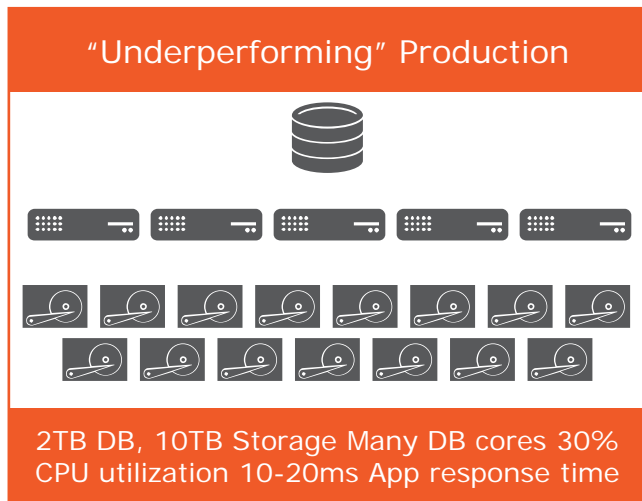 “Underperforming” Production
2TB DB, 10TB Storage Many DB cores 30%
CPU utilization 10-20ms App response time